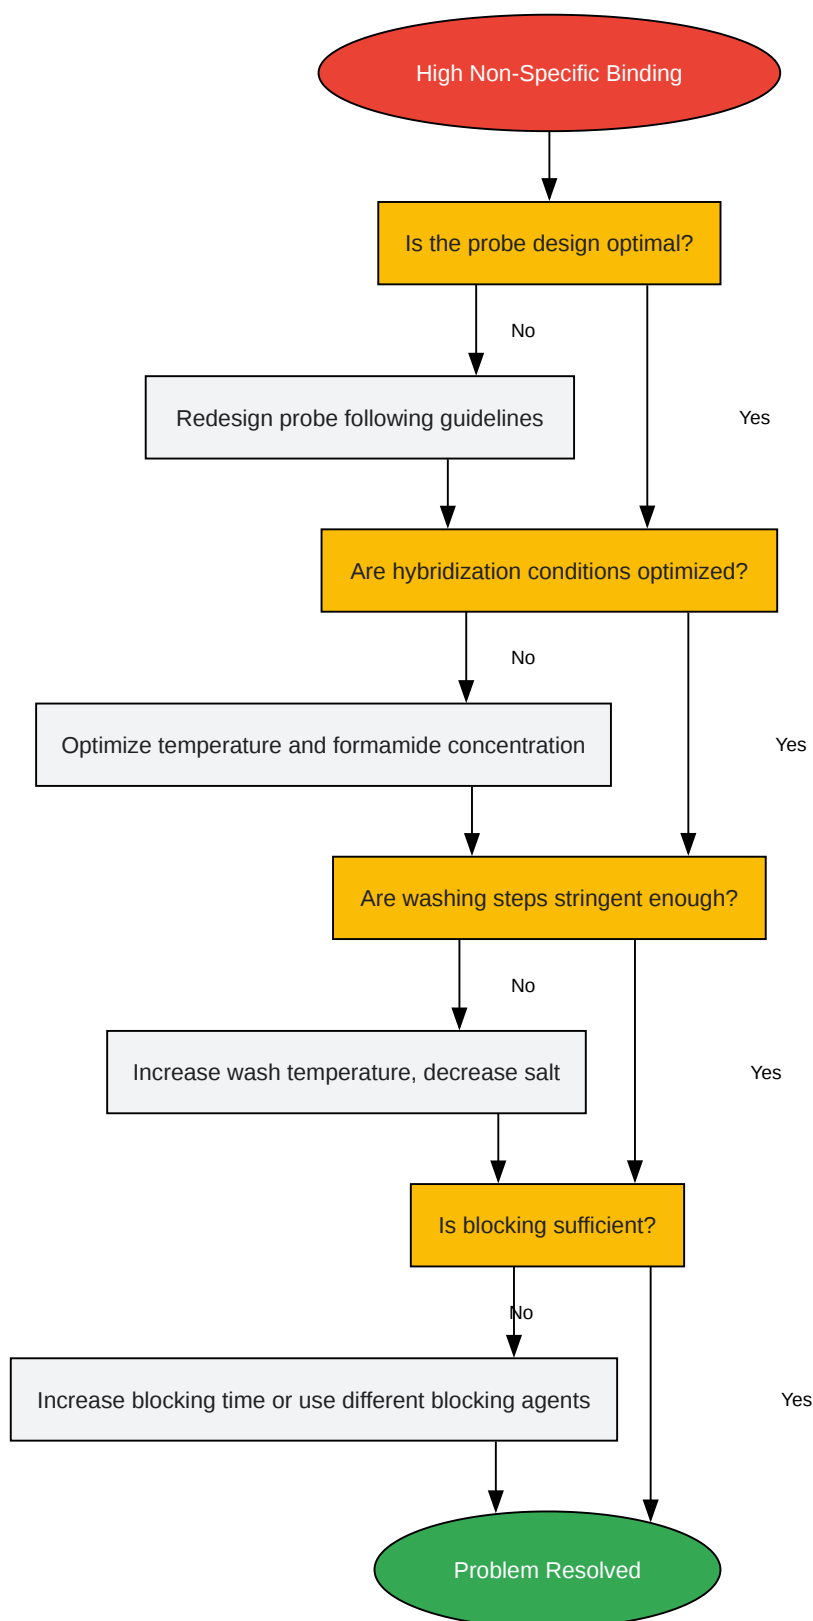 High Non-Specific Binding
Is the probe design optimal?
No
Redesign probe following guidelines
Yes
Are hybridization conditions optimized?
No
Optimize temperature and formamide concentration
Yes
Are washing steps stringent enough?
No
Increase wash temperature, decrease salt
Yes
Is blocking sufficient?
No
Increase blocking time or use different blocking agents
Yes
Problem Resolved